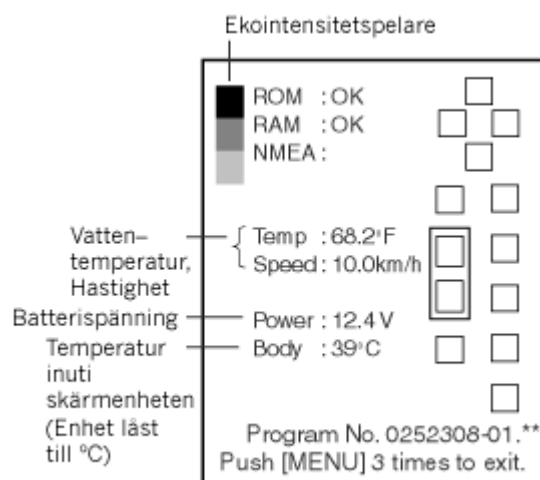 Ekointensitetspelare
ROM : OK
RAM : OK
NMEA :
Vatten–
temperatur,
Hastighet
Temp : 68.2°F
Speed : 10.0km/h
Batterispänning
Power : 12.4 V
Temperatur
inuti
skärmenheten
(Enhet låst
till °C)
Body : 39°C
Program No. 0252308-01.**
Push [MENU] 3 times to exit.